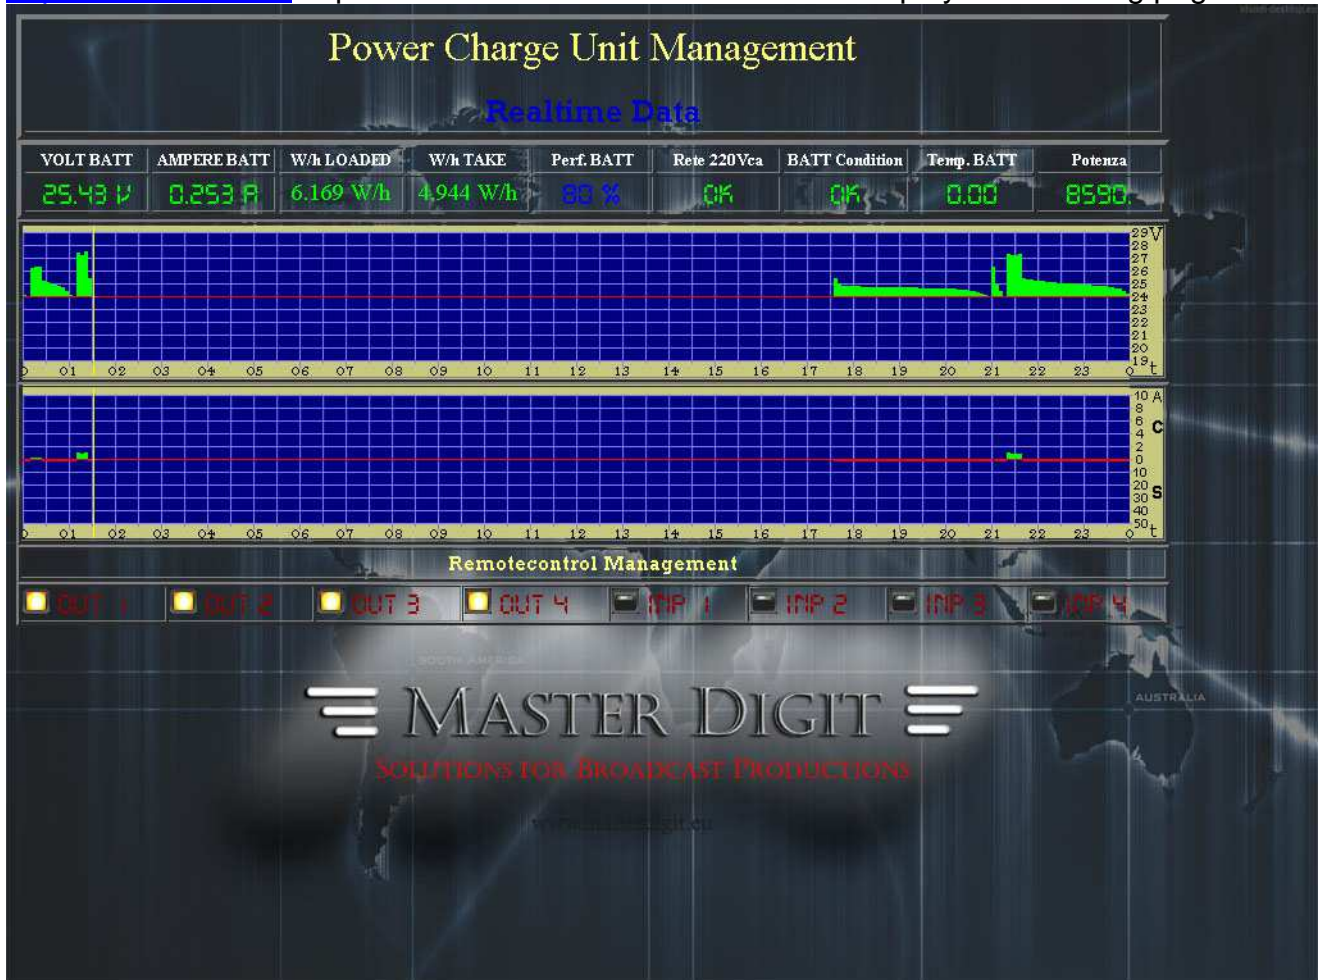 Power Charge Unit Management
Realtime Data
VOLT BATT AMPERE BATT W/h LOADED W/h TAKE Perf. BATT Rete 220Vca BATT Condition Temp. BATT Potenza
25.43 V 0.253 A 6.169 W/h 4,944 W/h 80 % OK OK 0.00 8590.
29 V
28
27
26
25
24
23
22
21
20
19 t
01 02 03 04 05 06 07 08 09 10 11 12 13 14 15 16 17 18 19 20 21 22 23 0
10 A
8
6 C
4
2
0
10
20
30 S
40
50 t
01 02 03 04 05 06 07 08 09 10 11 12 13 14 15 16 17 18 19 20 21 22 23 0
Remotecontrol Management
OUT 1 OUT 2 OUT 3 OUT 4 INP 1 INP 2 INP 3 INP 4
SOUTH AMERICA
MASTER DIGIT
AUSTRALIA
SOLUTIONS FOR BROADCAST PRODUCTIONS